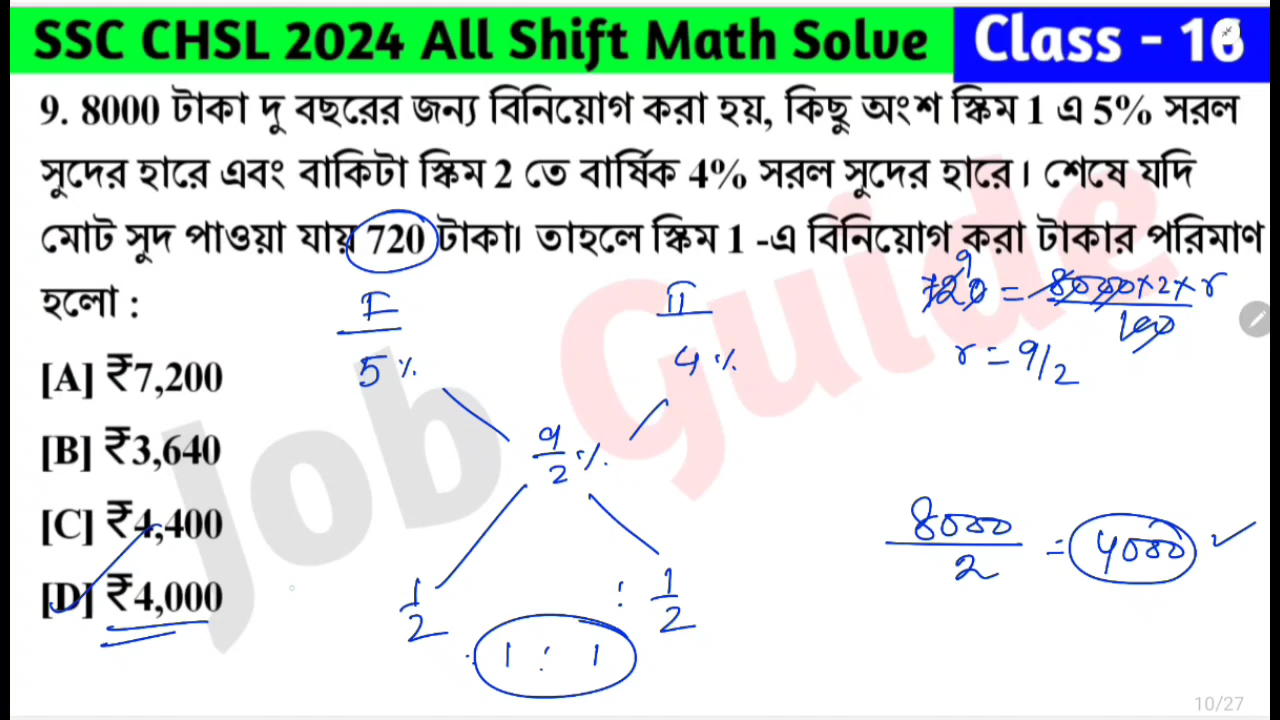 SSC CHSL 2024 All Shift Math Solve
Class - 16
9. 8000 টাকা দু বছরের জন্য বিনিয়োগ করা হয়, কিছু অংশ স্কিম 1 এ 5% সরল
সুদের হারে এবং বাকিটা স্কিম 2 তে বার্ষিক 4% সরল সুদের হারে। শেষে যদি
মোট সুদ পাওয়া যায় 720 টাকা। তাহলে স্কিম 1 -এ বিনিয়োগ করা টাকার পরিমাণ
হলো :
I II
5% 4%
9/2 %
1/2 : 1/2
1 : 1
9
720 = 8000×2×r/100
r = 9/2
8000/2 = 4000
[A] ₹7,200
[B] ₹3,640
[C] ₹4,400
[D] ₹4,000
Job Guide
10/27